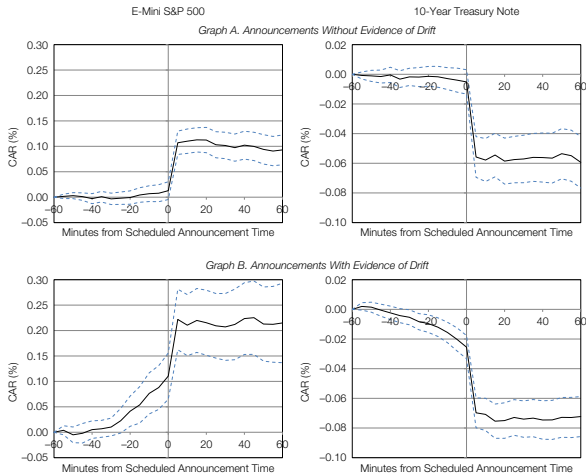 E-Mini S&P 500
10-Year Treasury Note
Graph A. Announcements Without Evidence of Drift
0.30
0.25
0.20
0.15
0.10
0.05
0.00
–0.05
CAR (%)
–60 –40 –20 0 20 40 60
Minutes from Scheduled Announcement Time
0.02
0.00
–0.02
–0.04
–0.06
–0.08
–0.10
CAR (%)
–60 –40 –20 0 20 40 60
Minutes from Scheduled Announcement Time
Graph B. Announcements With Evidence of Drift
0.30
0.25
0.20
0.15
0.10
0.05
0.00
–0.05
CAR (%)
–60 –40 –20 0 20 40 60
Minutes from Scheduled Announcement Time
0.02
0.00
–0.02
–0.04
–0.06
–0.08
–0.10
CAR (%)
–60 –40 –20 0 20 40 60
Minutes from Scheduled Announcement Time